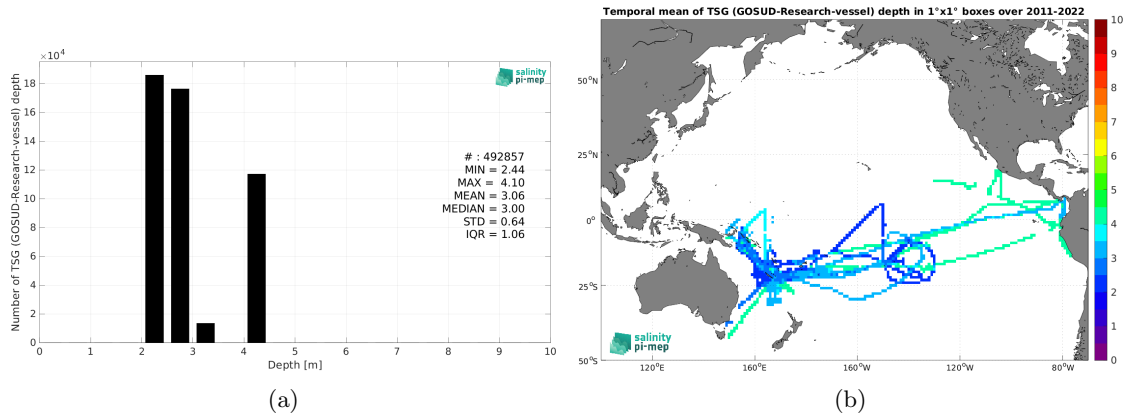 ×10⁴
18
16
14
12
10
8
6
4
2
0
Number of TSG (GOSUD-Research-vessel) depth
0 1 2 3 4 5 6 7 8 9 10
Depth [m]
salinity
pi-mep
# : 492857
MIN = 2.44
MAX = 4.10
MEAN = 3.06
MEDIAN = 3.00
STD = 0.64
IQR = 1.06
(a)
Temporal mean of TSG (GOSUD-Research-vessel) depth in 1°x1° boxes over 2011-2022
50°N
25°N
0°
25°S
50°S
120°E 160°E 160°W 120°W 80°W
salinity
pi-mep
10
9
8
7
6
5
4
3
2
1
0
(b)